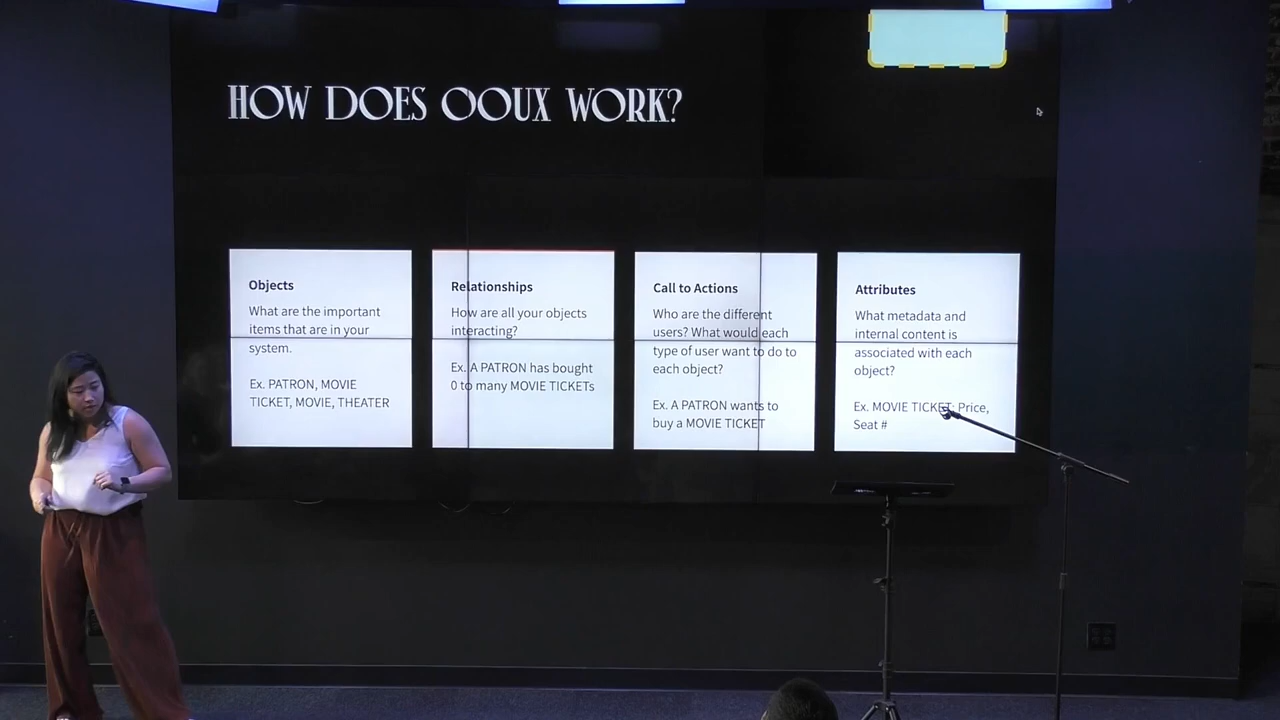 HOW DOES OOUX WORK?
Objects
What are the important
items that are in your
system.
Ex. PATRON, MOVIE
TICKET, MOVIE, THEATER
Relationships
How are all your objects
interacting?
Ex. A PATRON has bought
0 to many MOVIE TICKETs
Call to Actions
Who are the different
users? What would each
type of user want to do to
each object?
Ex. A PATRON wants to
buy a MOVIE TICKET
Attributes
What metadata and
internal content is
associated with each
object?
Ex. MOVIE TICKET: Price,
Seat #